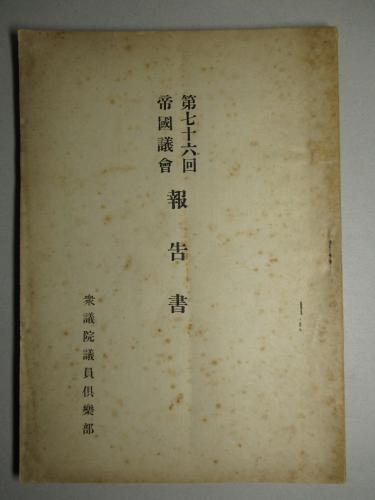 第七十六回
帝國議會
報告書
衆議院議員俱樂部